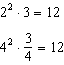 2² · 3 = 12
4² · 3/4 = 12